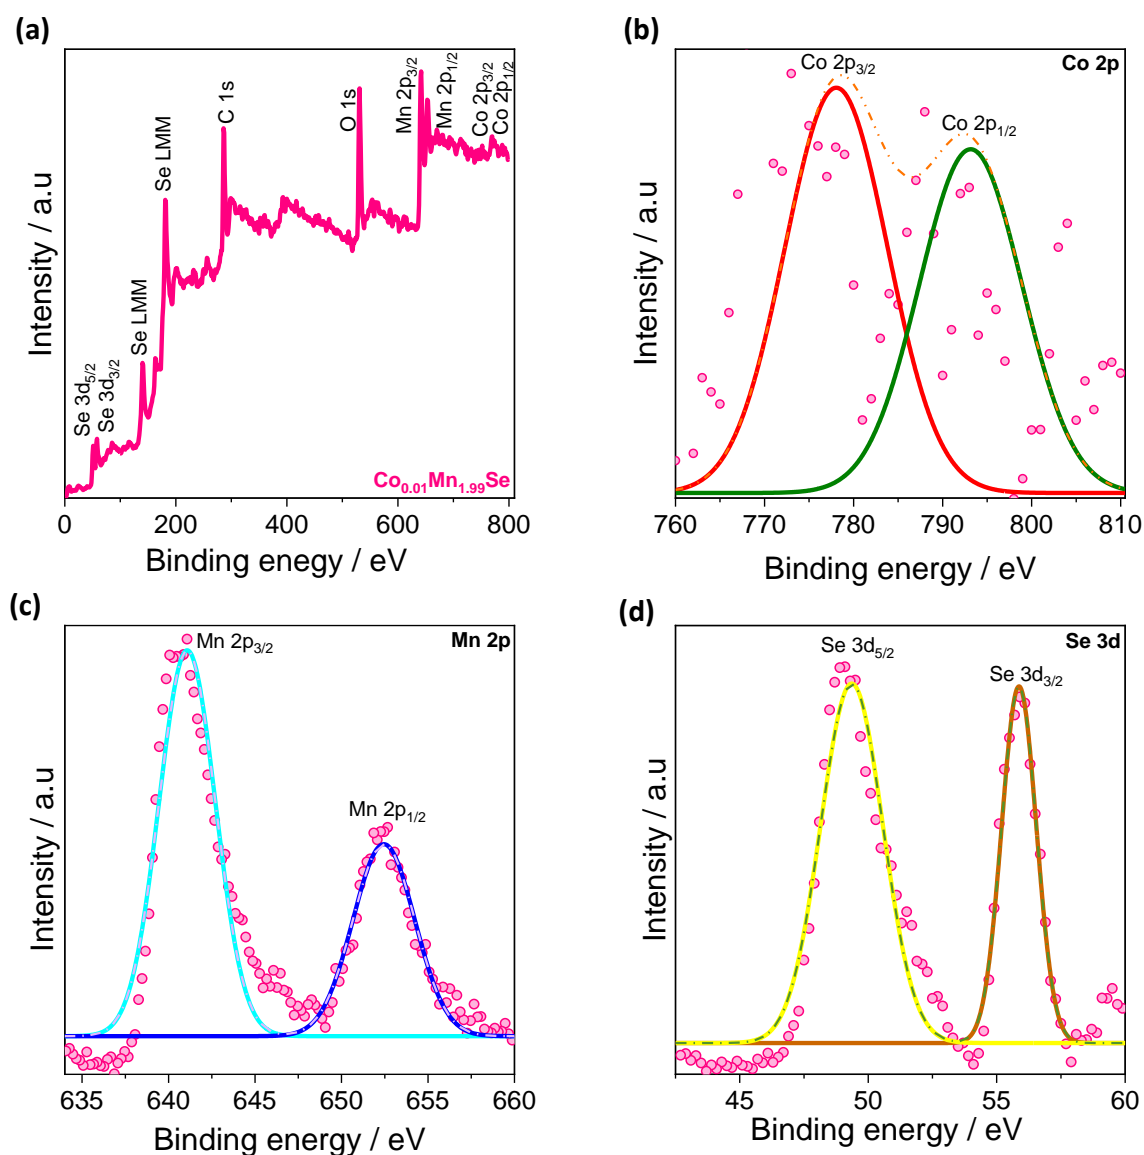 (a)
Intensity / a.u
Se 3d5/2
Se 3d3/2
Se LMM
Se LMM
C 1s
O 1s
Mn 2p3/2
Mn 2p1/2
Co 2p3/2
Co 2p1/2
Co0.01Mn1.99Se
0 200 400 600 800
Binding enegy / eV
(b)
Co 2p
Co 2p3/2
Co 2p1/2
Intensity / a.u
760 770 780 790 800 810
Binding energy / eV
(c)
Mn 2p
Mn 2p3/2
Mn 2p1/2
Intensity / a.u
635 640 645 650 655 660
Binding energy / eV
(d)
Se 3d
Se 3d5/2
Se 3d3/2
Intensity / a.u
45 50 55 60
Binding energy / eV